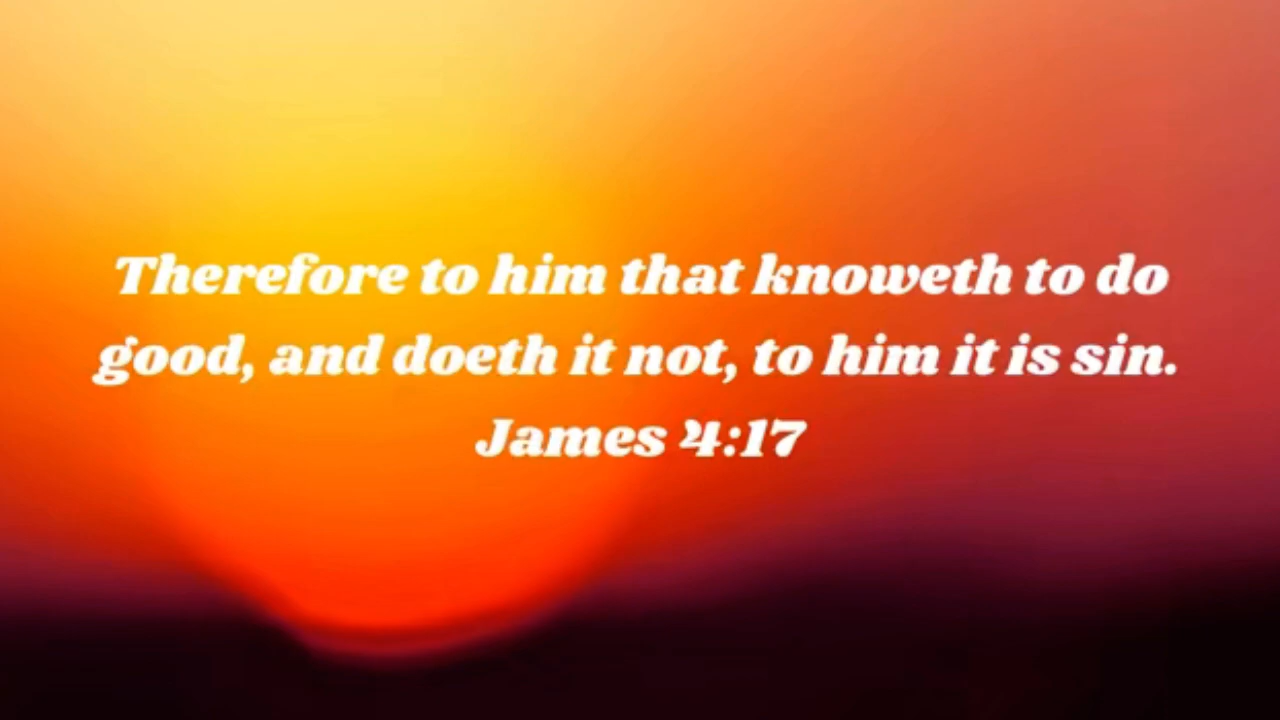 Therefore to him that knoweth to do
good, and doeth it not, to him it is sin.
James 4:17